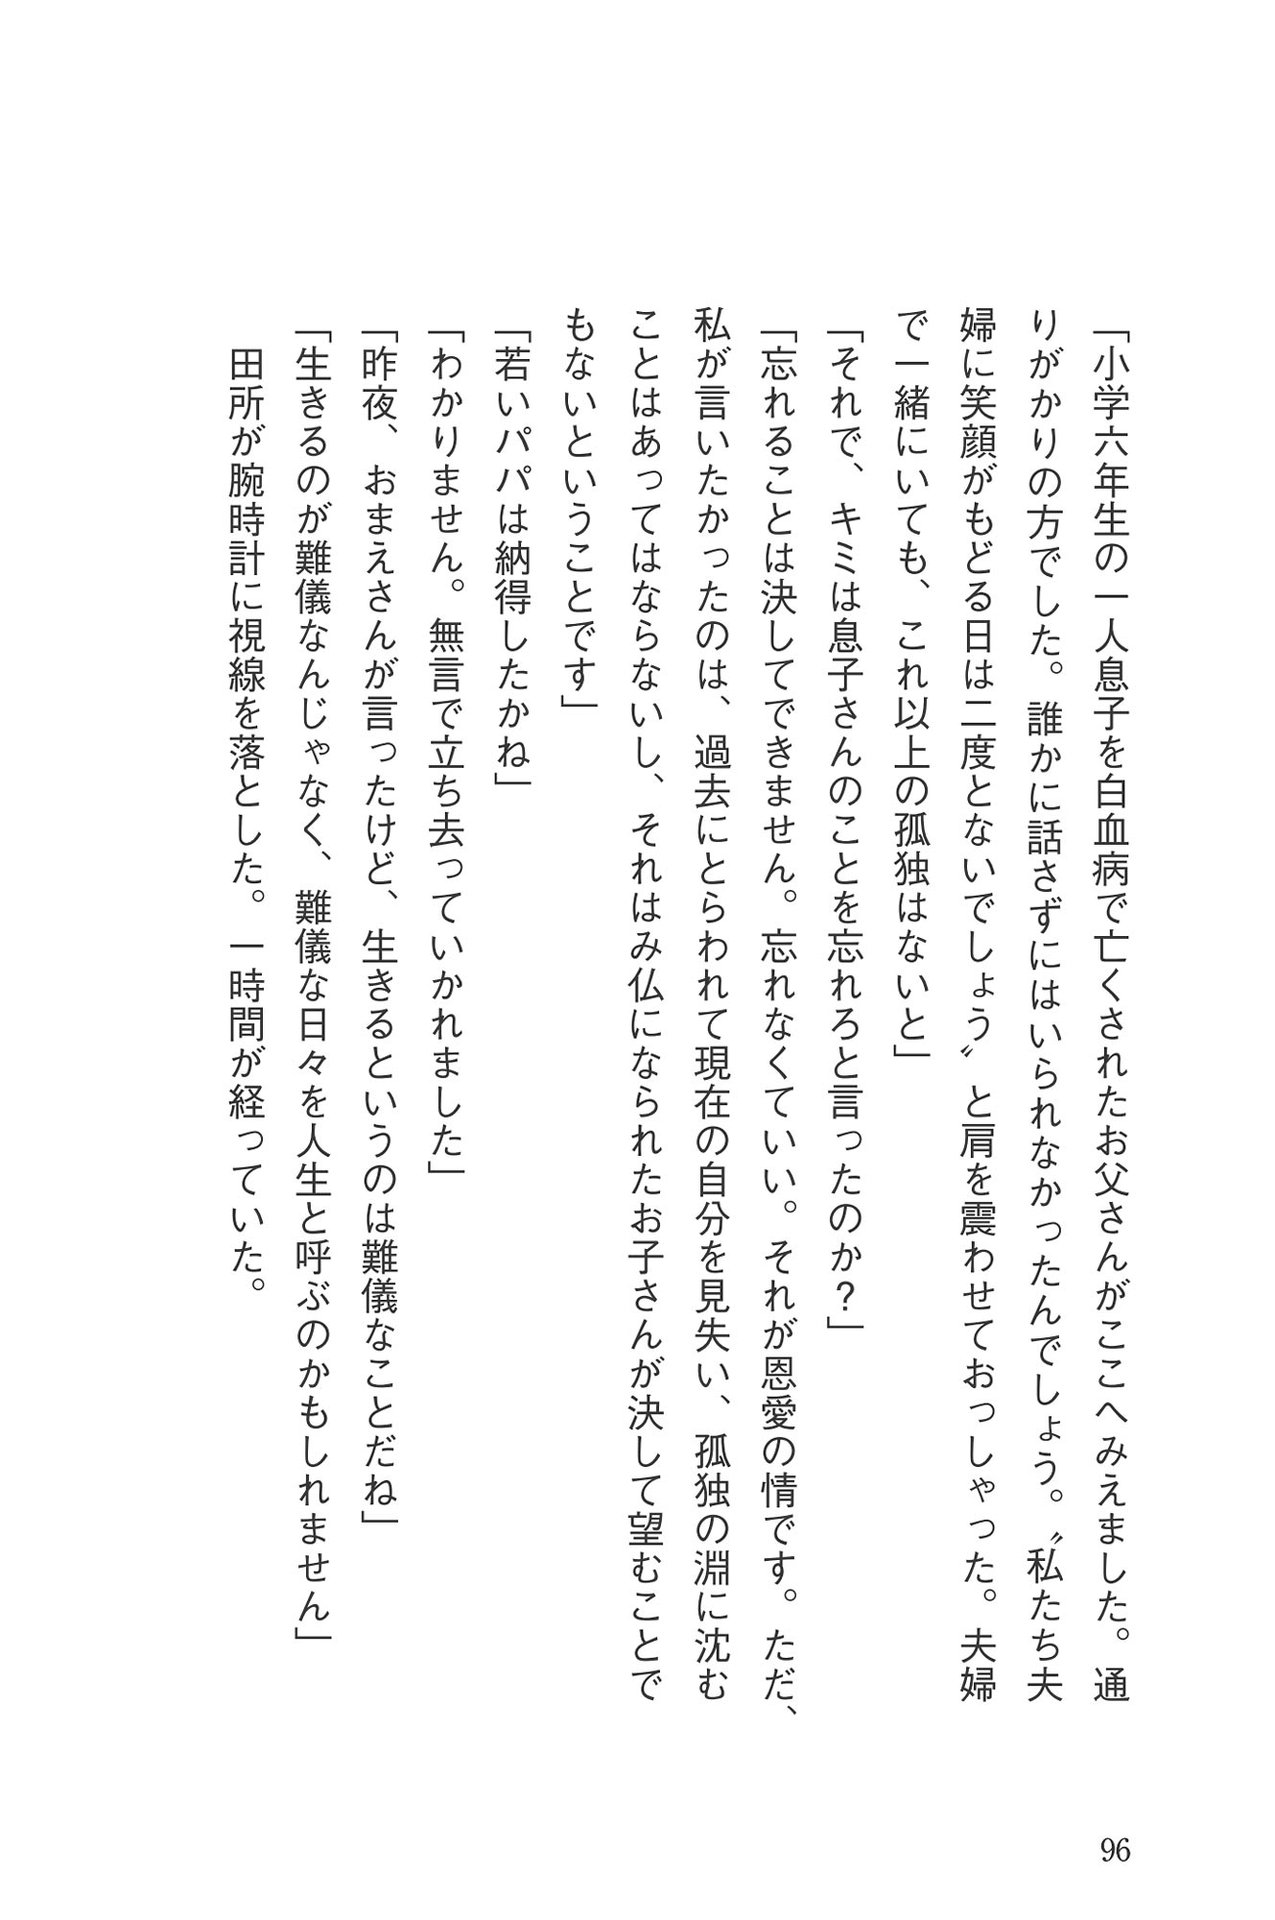 「小学六年生の一人息子を白血病で亡くされたお父さんがここへみえました。通
りがかりの方でした。誰かに話さずにはいられなかったんでしょう。〝私たち夫
婦に笑顔がもどる日は二度とないでしょう〟と肩を震わせておっしゃった。夫婦
で一緒にいても、これ以上の孤独はないと」
「それで、キミは息子さんのことを忘れろと言ったのか？」
「忘れることは決してできません。忘れなくていい。それが恩愛の情です。ただ、
私が言いたかったのは、過去にとらわれて現在の自分を見失い、孤独の淵に沈む
ことはあってはならないし、それはみ仏になられたお子さんが決して望むことで
もないということです」
「若いパパは納得したかね」
「わかりません。無言で立ち去っていかれました」
「昨夜、おまえさんが言ったけど、生きるというのは難儀なことだね」
「生きるのが難儀なんじゃなく、難儀な日々を人生と呼ぶのかもしれません」
　田所が腕時計に視線を落とした。一時間が経っていた。
96